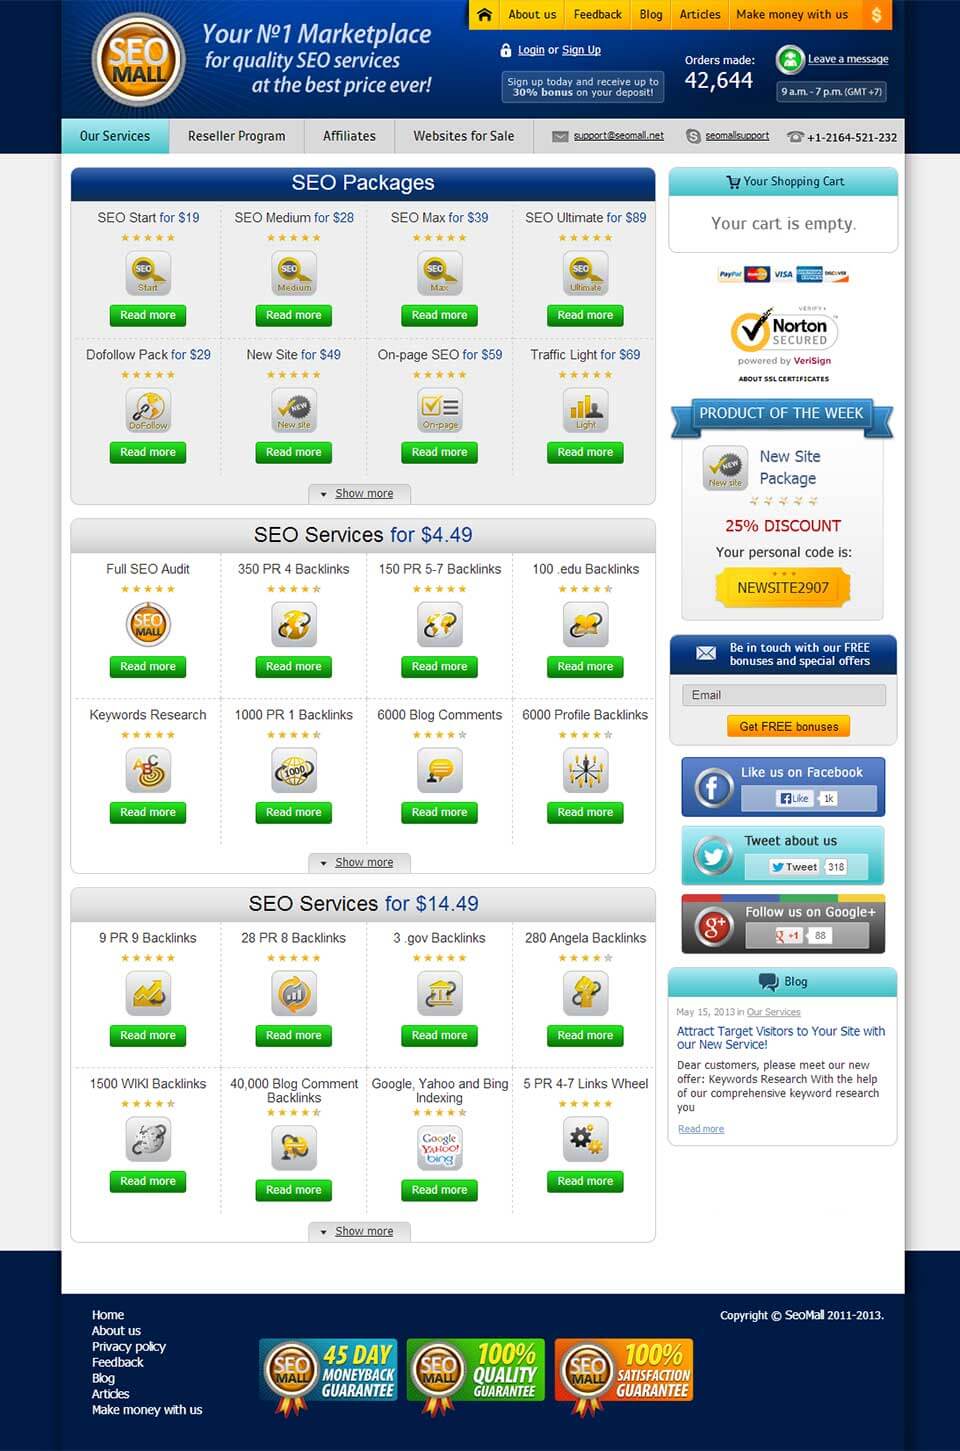 SEO
MALL
Your №1 Marketplace
for quality SEO services
at the best price ever!
About us
Feedback
Blog
Articles
Make money with us
$
Login or Sign Up
Sign up today and receive up to
30% bonus on your deposit!
Orders made:
42,644
Leave a message
9 a.m. - 7 p.m. (GMT +7)
Our Services
Reseller Program
Affiliates
Websites for Sale
support@seomall.net
seomallsupport
+1-2164-521-232
SEO Packages
SEO Start for $19
SEO Medium for $28
SEO Max for $39
SEO Ultimate for $89
SEO
Start
SEO
Medium
SEO
Max
SEO
Ultimate
Read more
Read more
Read more
Read more
Dofollow Pack for $29
New Site for $49
On-page SEO for $59
Traffic Light for $69
DoFollow
NEW
New site
On-page
Light
Read more
Read more
Read more
Read more
Show more
SEO Services for $4.49
Full SEO Audit
350 PR 4 Backlinks
150 PR 5-7 Backlinks
100 .edu Backlinks
SEO
MALL
Read more
Read more
Read more
Read more
Keywords Research
1000 PR 1 Backlinks
6000 Blog Comments
6000 Profile Backlinks
ABC
1000
Read more
Read more
Read more
Read more
Show more
SEO Services for $14.49
9 PR 9 Backlinks
28 PR 8 Backlinks
3 .gov Backlinks
280 Angela Backlinks
Read more
Read more
Read more
Read more
1500 WIKI Backlinks
40,000 Blog Comment
Backlinks
Google, Yahoo and Bing
Indexing
5 PR 4-7 Links Wheel
Google
YAHOO!
bing
Read more
Read more
Read more
Read more
Show more
Your Shopping Cart
Your cart is empty.
PayPal
MasterCard
VISA
AMERICAN EXPRESS
DISCOVER
VERIFY
Norton
SECURED
powered by VeriSign
ABOUT SSL CERTIFICATES
PRODUCT OF THE WEEK
NEW
New site
New Site
Package
25% DISCOUNT
Your personal code is:
NEWSITE2907
Be in touch with our FREE
bonuses and special offers
Email
Get FREE bonuses
Like us on Facebook
Like
1k
Tweet about us
Tweet
318
Follow us on Google+
g+
g +1
88
Blog
May 15, 2013 in Our Services
Attract Target Visitors to Your Site with
our New Service!
Dear customers, please meet our new
offer: Keywords Research With the help
of our comprehensive keyword research
you
Read more
Home
About us
Privacy policy
Feedback
Blog
Articles
Make money with us
SEO
MALL
45 DAY
MONEYBACK
GUARANTEE
SEO
MALL
100%
QUALITY
GUARANTEE
SEO
MALL
100%
SATISFACTION
GUARANTEE
Copyright © SeoMall 2011-2013.